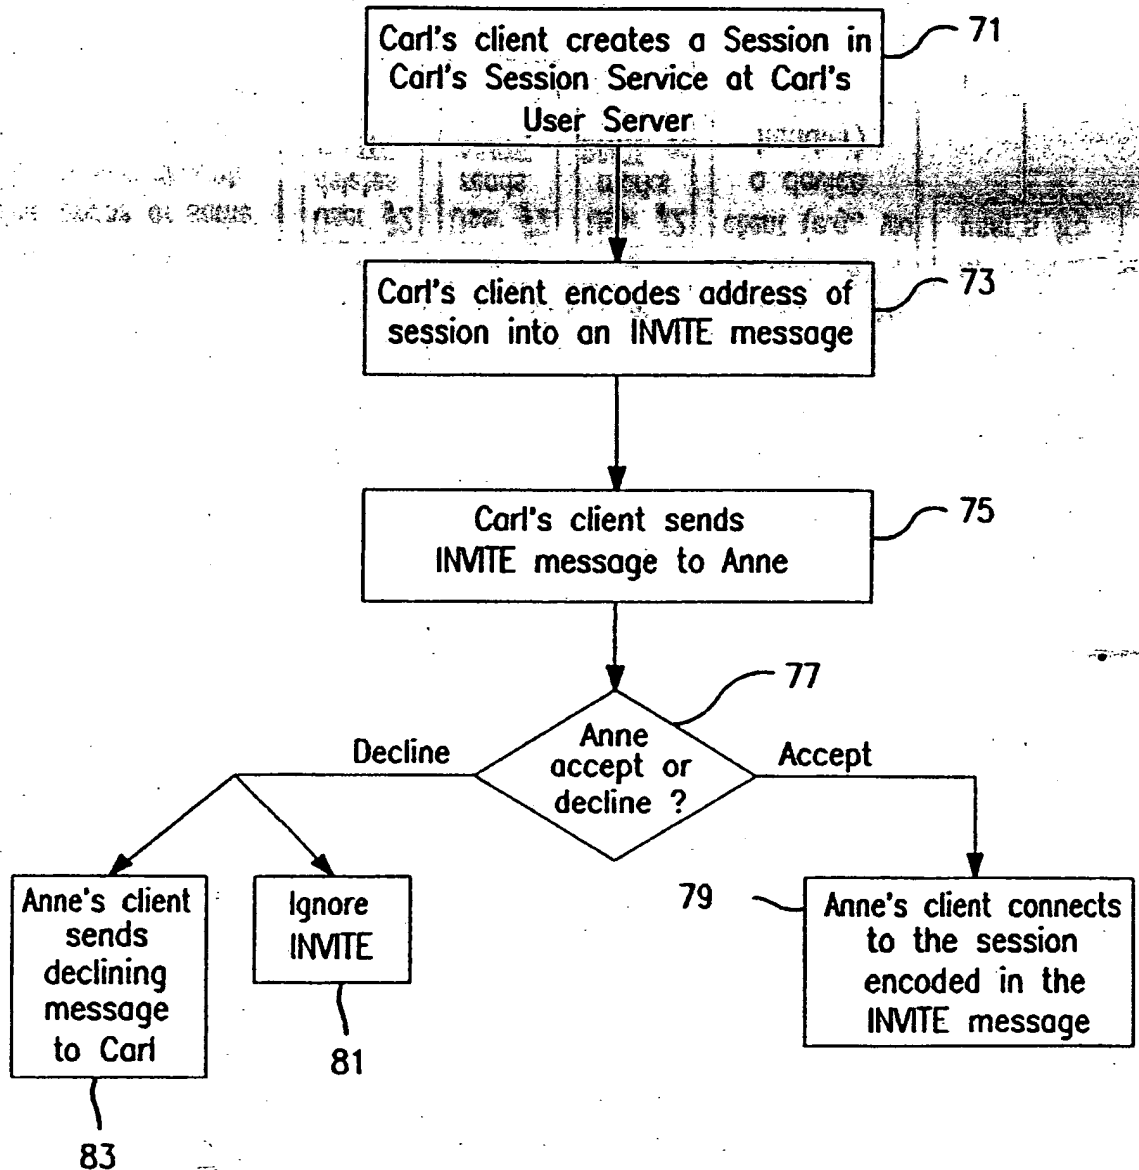 Carl's client creates a Session in
Carl's Session Service at Carl's
User Server
71
Carl's client encodes address of
session into an INVITE message
73
Carl's client sends
INVITE message to Anne
75
77
Anne
accept or
decline ?
Decline
Accept
Anne's client
sends
declining
message
to Carl
83
Ignore
INVITE
81
79
Anne's client connects
to the session
encoded in the
INVITE message